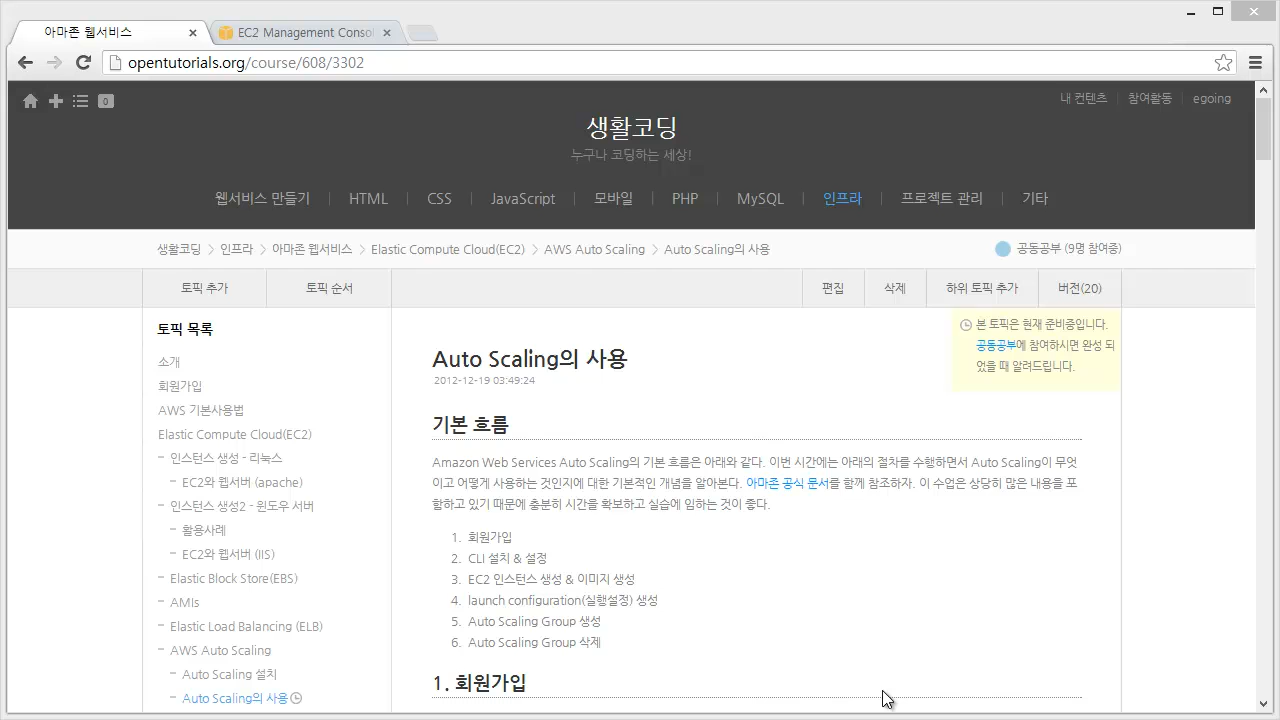 아마존 웹서비스
EC2 Management Consol
opentutorials.org/course/608/3302
0
내 컨텐츠
참여활동
egoing
생활코딩
누구나 코딩하는 세상!
웹서비스 만들기
HTML
CSS
JavaScript
모바일
PHP
MySQL
인프라
프로젝트 관리
기타
생활코딩 > 인프라 > 아마존 웹서비스 > Elastic Compute Cloud(EC2) > AWS Auto Scaling > Auto Scaling의 사용
공동공부 (9명 참여중)
토픽 추가
토픽 순서
편집
삭제
하위 토픽 추가
버전(20)
토픽 목록
소개
회원가입
AWS 기본사용법
Elastic Compute Cloud(EC2)
- 인스턴스 생성 - 리눅스
- EC2와 웹서버 (apache)
- 인스턴스 생성2 - 윈도우 서버
- 활용사례
- EC2와 웹서버 (IIS)
- Elastic Block Store(EBS)
- AMIs
- Elastic Load Balancing (ELB)
- AWS Auto Scaling
- Auto Scaling 설치
- Auto Scaling의 사용
본 토픽은 현재 준비중입니다.
공동공부에 참여하시면 완성 되
었을 때 알려드립니다.
Auto Scaling의 사용
2012-12-19 03:49:24
기본 흐름
Amazon Web Services Auto Scaling의 기본 흐름은 아래와 같다. 이번 시간에는 아래의 절차를 수행하면서 Auto Scaling이 무엇
이고 어떻게 사용하는 것인지에 대한 기본적인 개념을 알아본다. 아마존 공식 문서를 함께 참조하자. 이 수업은 상당히 많은 내용을 포
함하고 있기 때문에 충분히 시간을 확보하고 실습에 임하는 것이 좋다.
1. 회원가입
2. CLI 설치 & 설정
3. EC2 인스턴스 생성 & 이미지 생성
4. launch configuration(실행설정) 생성
5. Auto Scaling Group 생성
6. Auto Scaling Group 삭제
1. 회원가입